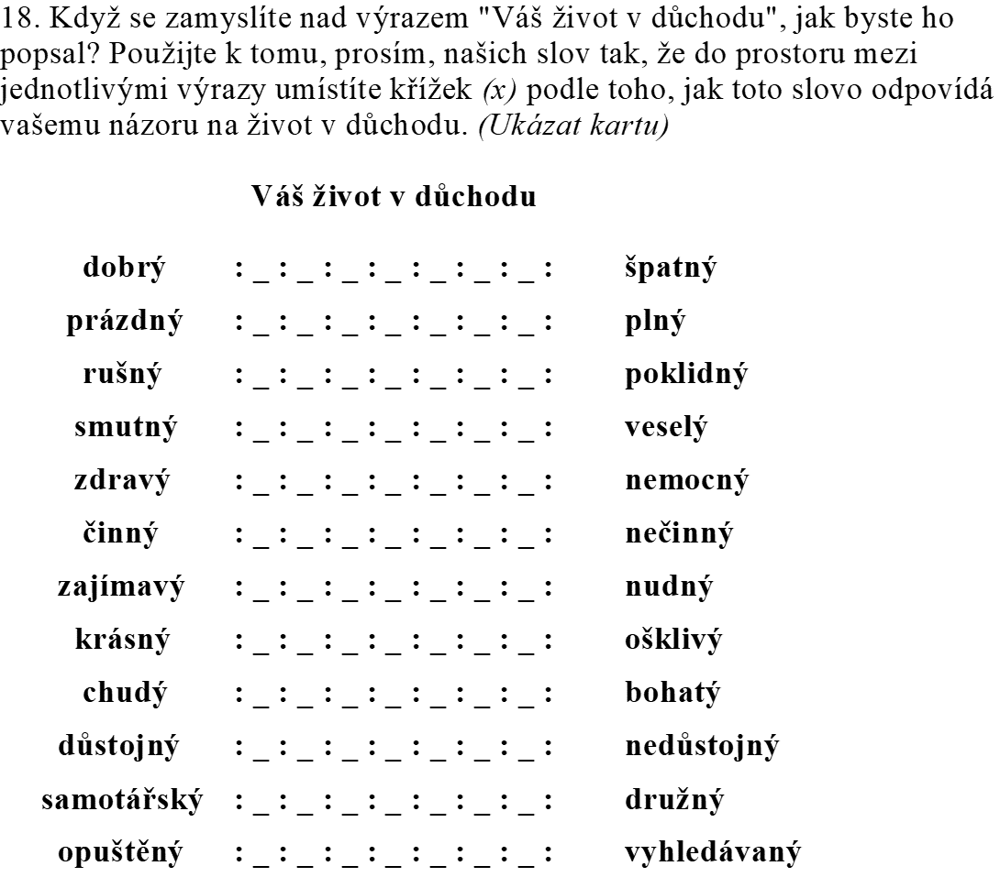 18. Když se zamyslíte nad výrazem "Váš život v důchodu", jak byste ho
popsal? Použijte k tomu, prosím, našich slov tak, že do prostoru mezi
jednotlivými výrazy umístíte křížek (x) podle toho, jak toto slovo odpovídá
vašemu názoru na život v důchodu. (Ukázat kartu)
Váš život v důchodu
dobrý : _ : _ : _ : _ : _ : _ : _ : špatný
prázdný : _ : _ : _ : _ : _ : _ : _ : plný
rušný : _ : _ : _ : _ : _ : _ : _ : poklidný
smutný : _ : _ : _ : _ : _ : _ : _ : veselý
zdravý : _ : _ : _ : _ : _ : _ : _ : nemocný
činný : _ : _ : _ : _ : _ : _ : _ : nečinný
zajímavý : _ : _ : _ : _ : _ : _ : _ : nudný
krásný : _ : _ : _ : _ : _ : _ : _ : ošklivý
chudý : _ : _ : _ : _ : _ : _ : _ : bohatý
důstojný : _ : _ : _ : _ : _ : _ : _ : nedůstojný
samotářský : _ : _ : _ : _ : _ : _ : _ : družný
opuštěný : _ : _ : _ : _ : _ : _ : _ : vyhledávaný